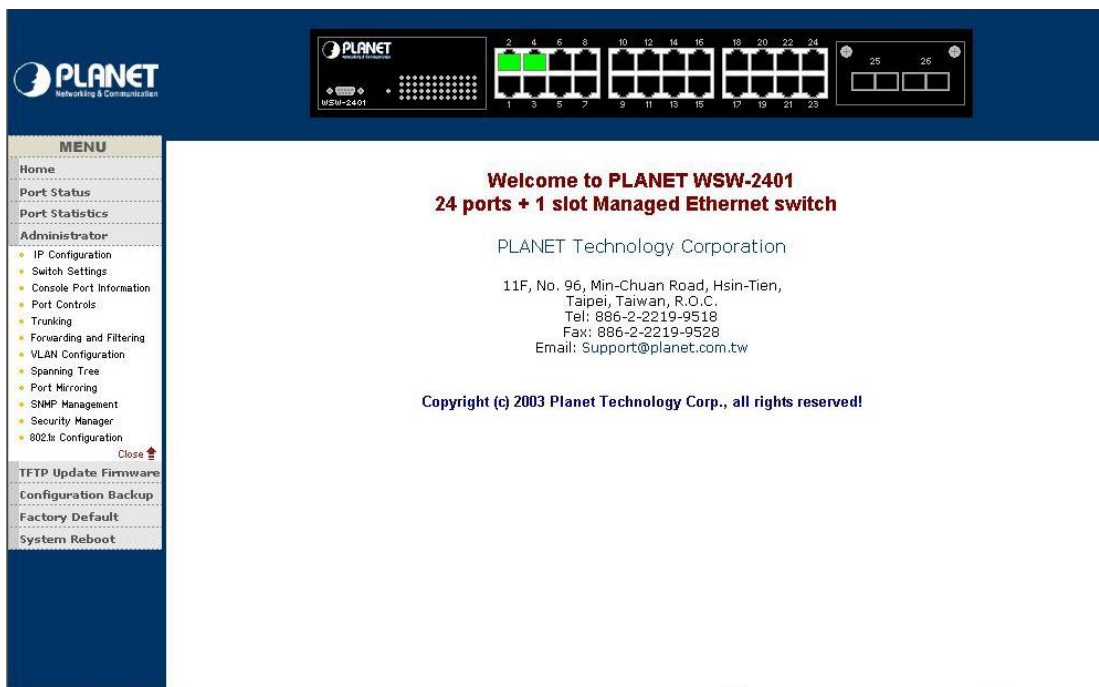 PLANET
Networking & Communication
PLANET
Networking & Communication
WSW-2401
2 4 6 8 10 12 14 16 18 20 22 24
25 26
1 3 5 7 9 11 13 15 17 19 21 23
MENU
Home
Port Status
Port Statistics
Administrator
IP Configuration
Switch Settings
Console Port Information
Port Controls
Trunking
Forwarding and Filtering
VLAN Configuration
Spanning Tree
Port Mirroring
SNMP Management
Security Manager
802.1x Configuration
Close
TFTP Update Firmware
Configuration Backup
Factory Default
System Reboot
Welcome to PLANET WSW-2401
24 ports + 1 slot Managed Ethernet switch
PLANET Technology Corporation
11F, No. 96, Min-Chuan Road, Hsin-Tien,
Taipei, Taiwan, R.O.C.
Tel: 886-2-2219-9518
Fax: 886-2-2219-9528
Email: Support@planet.com.tw
Copyright (c) 2003 Planet Technology Corp., all rights reserved!